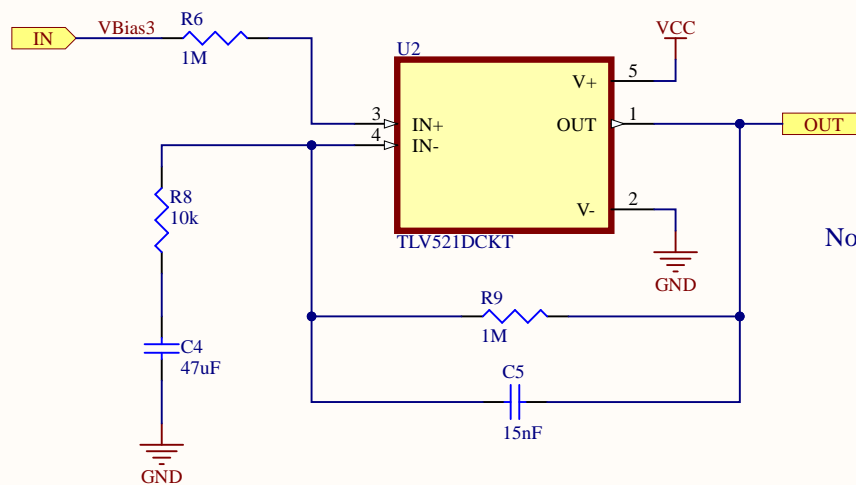 IN
VBias3
R6
1M
U2
VCC
V+
5
3
IN+
OUT
1
OUT
4
IN-
R8
10k
V-
2
TLV521DCKT
No
GND
R9
1M
C4
47uF
C5
15nF
GND